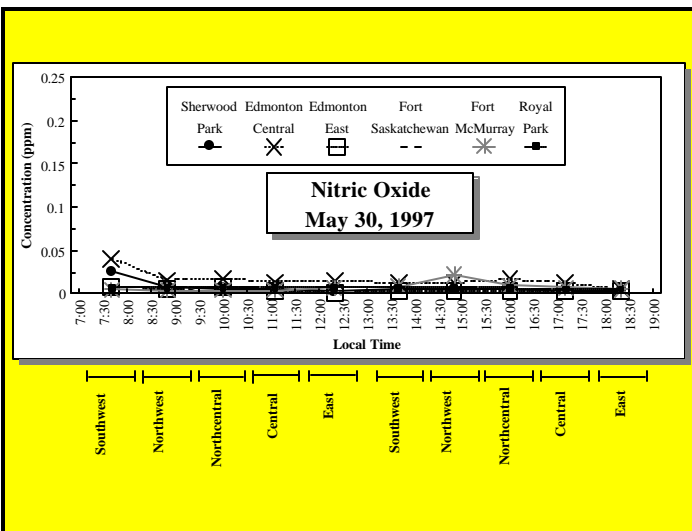 0.25
0.2
0.15
0.1
0.05
0
Concentration (ppm)
Sherwood Edmonton Edmonton Fort Fort Royal
Park Central East Saskatchewan McMurray Park
Nitric Oxide
May 30, 1997
7:00 7:30 8:00 8:30 9:00 9:30 10:00 10:30 11:00 11:30 12:00 12:30 13:00 13:30 14:00 14:30 15:00 15:30 16:00 16:30 17:00 17:30 18:00 18:30 19:00
Local Time
Southwest Northwest Northcentral Central East Southwest Northwest Northcentral Central East